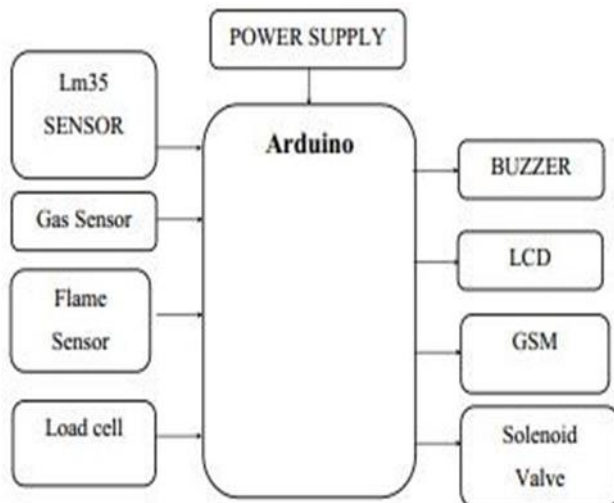 POWER SUPPLY
Lm35
SENSOR
Gas Sensor
Flame
Sensor
Load cell
Arduino
BUZZER
LCD
GSM
Solenoid
Valve